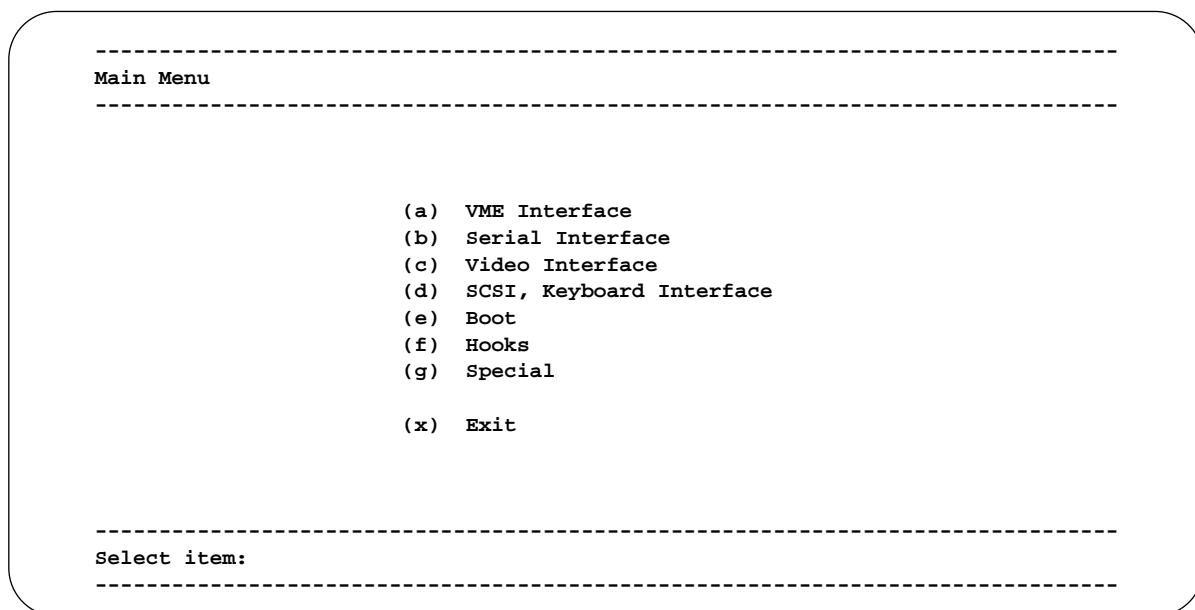 --------------------------------------------------------------------------------
Main Menu
--------------------------------------------------------------------------------
(a) VME Interface
(b) Serial Interface
(c) Video Interface
(d) SCSI, Keyboard Interface
(e) Boot
(f) Hooks
(g) Special
(x) Exit
--------------------------------------------------------------------------------
Select item:
--------------------------------------------------------------------------------